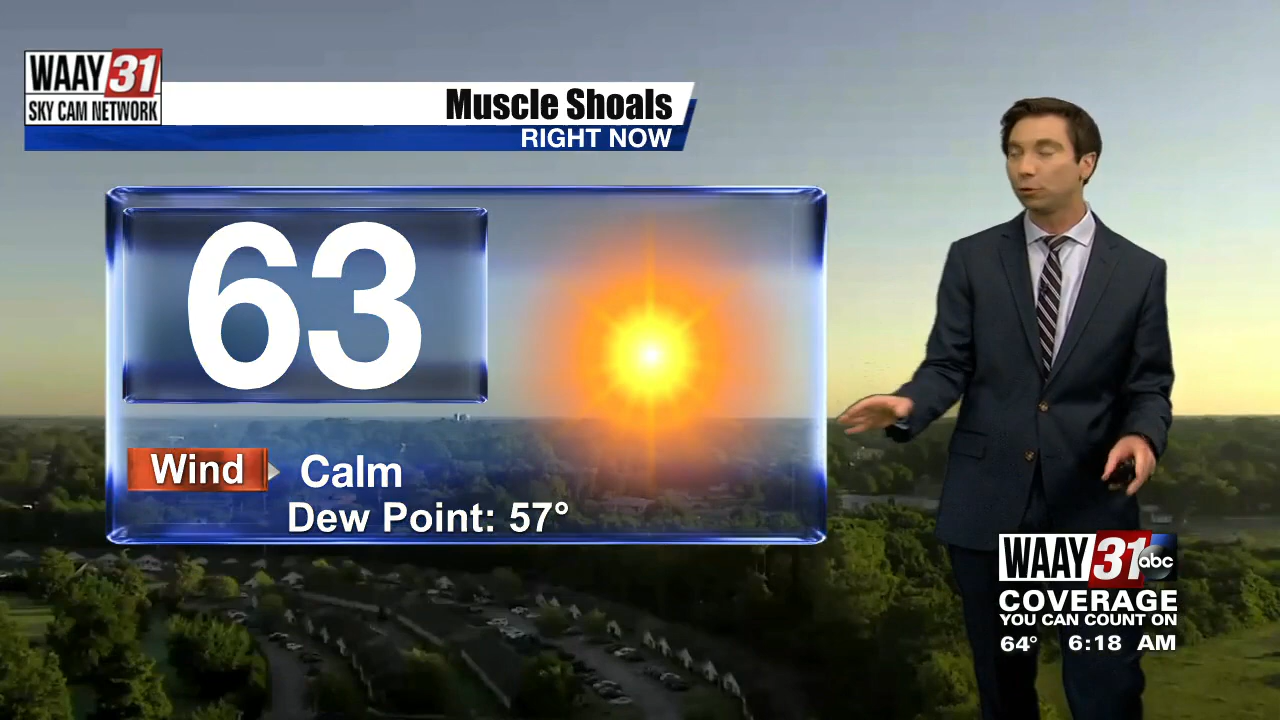 WAAY 31
SKY CAM NETWORK
Muscle Shoals
RIGHT NOW
63
Wind Calm
Dew Point: 57°
WAAY 31 abc
COVERAGE
YOU CAN COUNT ON
64° 6:18 AM